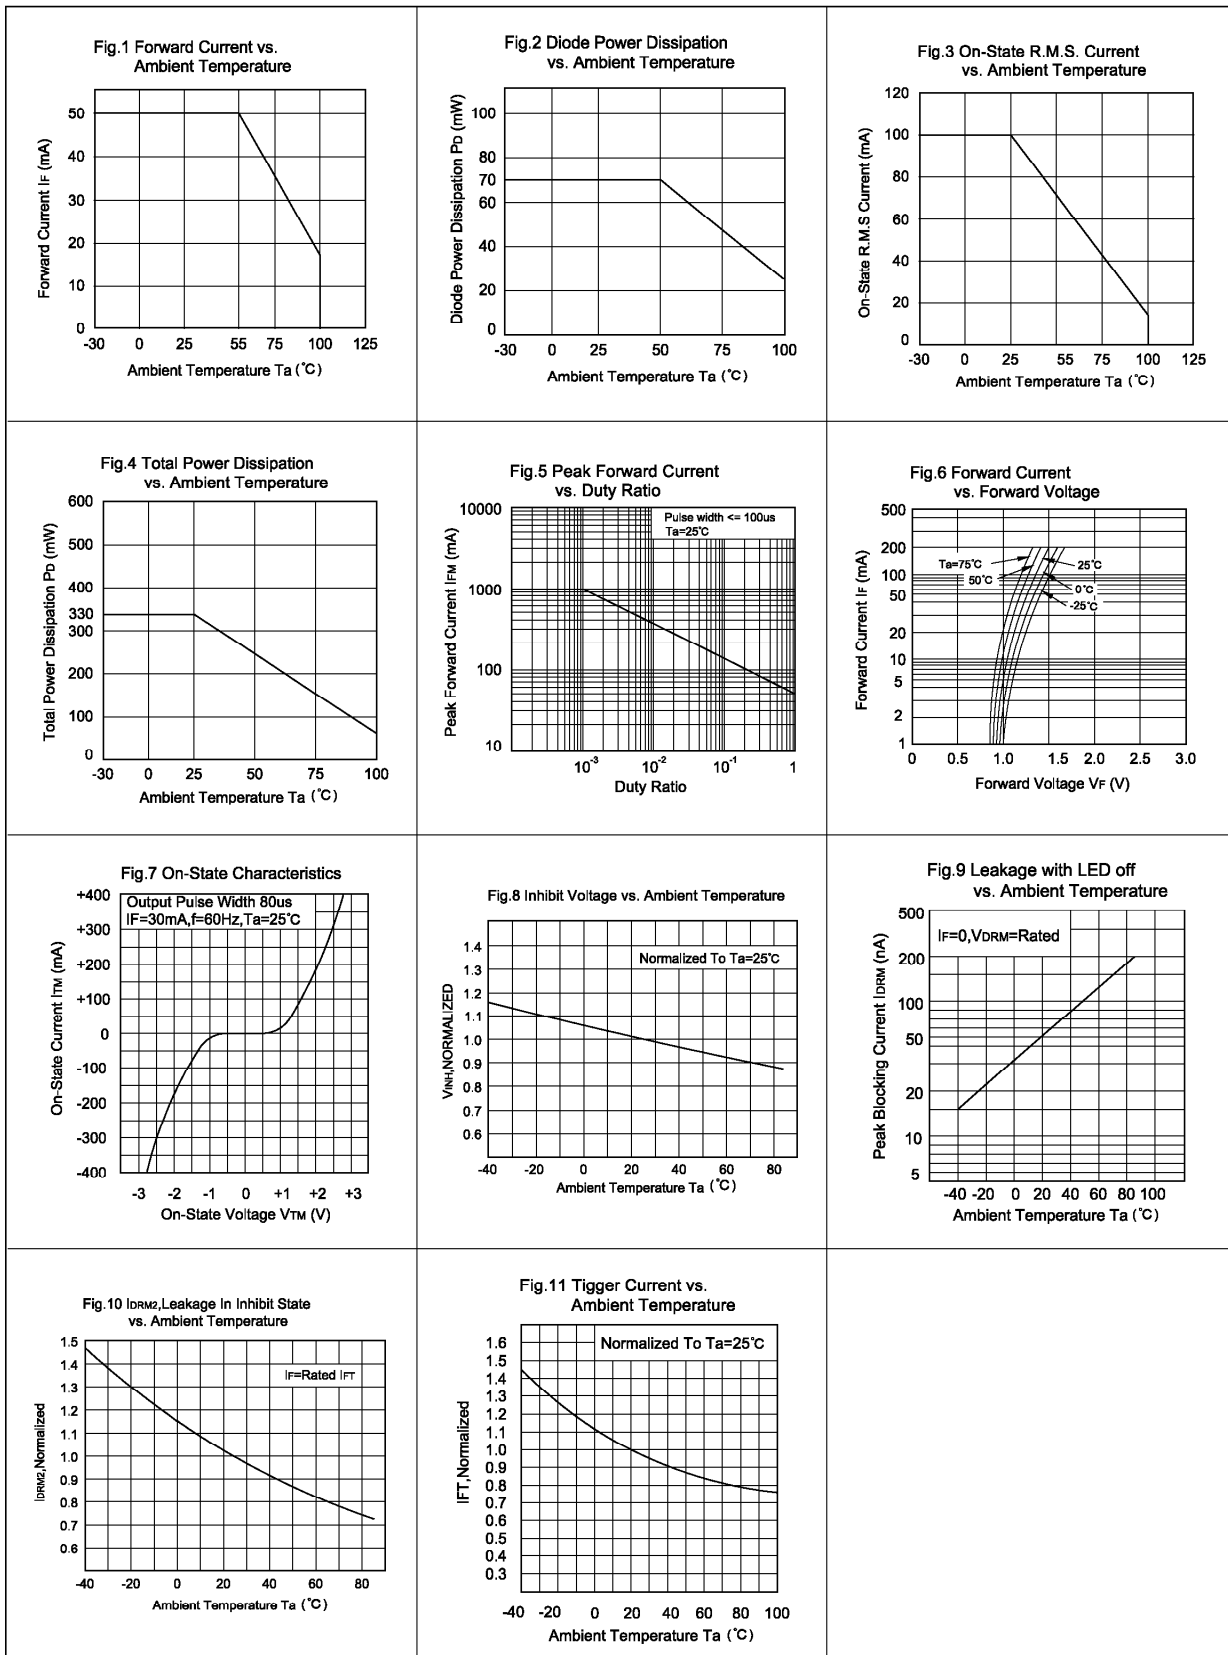 Fig.1 Forward Current vs.
Ambient Temperature
Forward Current IF (mA)
50
40
30
20
10
0
-30 0 25 55 75 100 125
Ambient Temperature Ta (°C)
Fig.2 Diode Power Dissipation
vs. Ambient Temperature
Diode Power Dissipation PD (mW)
100
80
70
60
40
20
0
-30 0 25 50 75 100
Ambient Temperature Ta (°C)
Fig.3 On-State R.M.S. Current
vs. Ambient Temperature
On-State R.M.S Current (mA)
120
100
80
60
40
20
0
-30 0 25 55 75 100 125
Ambient Temperature Ta (°C)
Fig.4 Total Power Dissipation
vs. Ambient Temperature
Total Power Dissipation PD (mW)
600
500
400
330
300
200
100
0
-30 0 25 50 75 100
Ambient Temperature Ta (°C)
Fig.5 Peak Forward Current
vs. Duty Ratio
Peak Forward Current IFM (mA)
Pulse width <= 100us
Ta=25°C
10000
1000
100
10
10-3 10-2 10-1 1
Duty Ratio
Fig.6 Forward Current
vs. Forward Voltage
Forward Current IF (mA)
500
200
100
50
20
10
5
2
1
Ta=75°C
50°C
25°C
0°C
-25°C
0 0.5 1.0 1.5 2.0 2.5 3.0
Forward Voltage VF (V)
Fig.7 On-State Characteristics
Output Pulse Width 80us
IF=30mA,f=60Hz,Ta=25°C
On-State Current ITM (mA)
+400
+300
+200
+100
0
-100
-200
-300
-400
-3 -2 -1 0 +1 +2 +3
On-State Voltage VTM (V)
Fig.8 Inhibit Voltage vs. Ambient Temperature
Normalized To Ta=25°C
VINH,NORMALIZED
1.4
1.3
1.2
1.1
1.0
0.9
0.8
0.7
0.6
-40 -20 0 20 40 60 80
Ambient Temperature Ta (°C)
Fig.9 Leakage with LED off
vs. Ambient Temperature
IF=0,VDRM=Rated
Peak Blocking Current IDRM (nA)
500
200
100
50
20
10
5
-40 -20 0 20 40 60 80 100
Ambient Temperature Ta (°C)
Fig.10 IDRM2,Leakage In Inhibit State
vs. Ambient Temperature
IF=Rated IFT
IDRM2,Normalized
1.5
1.4
1.3
1.2
1.1
1.0
0.9
0.8
0.7
0.6
-40 -20 0 20 40 60 80
Ambient Temperature Ta (°C)
Fig.11 Tigger Current vs.
Ambient Temperature
Normalized To Ta=25°C
IFT,Normalized
1.6
1.5
1.4
1.3
1.2
1.1
1.0
0.9
0.8
0.7
0.6
0.5
0.4
0.3
-40 -20 0 20 40 60 80 100
Ambient Temperature Ta (°C)